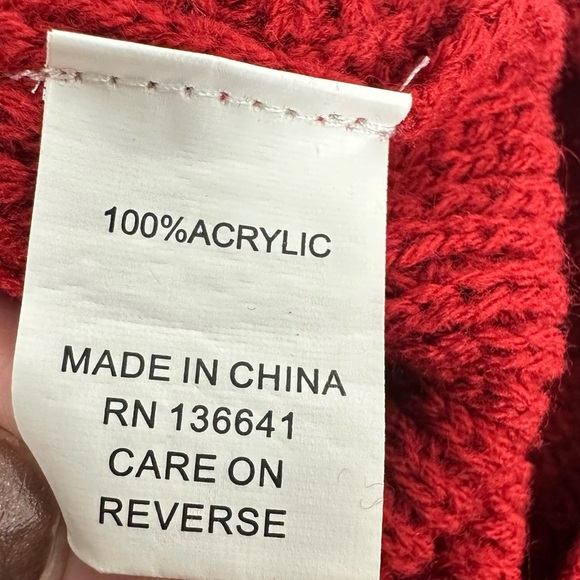 100%ACRYLIC
MADE IN CHINA
RN 136641
CARE ON
REVERSE